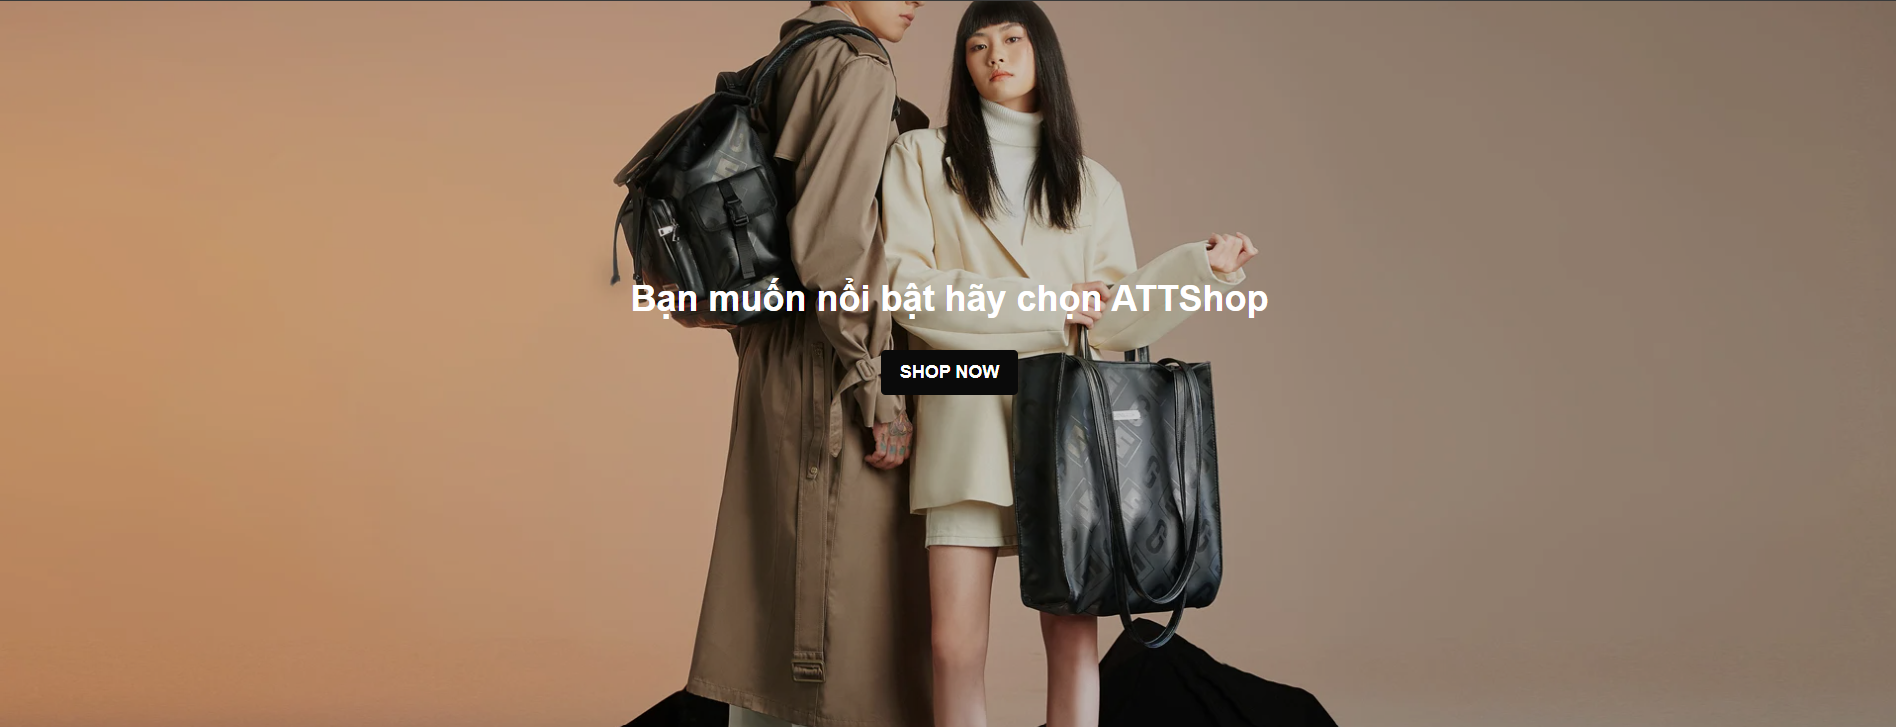 Bạn muốn nổi bật hãy chọn ATTShop
SHOP NOW